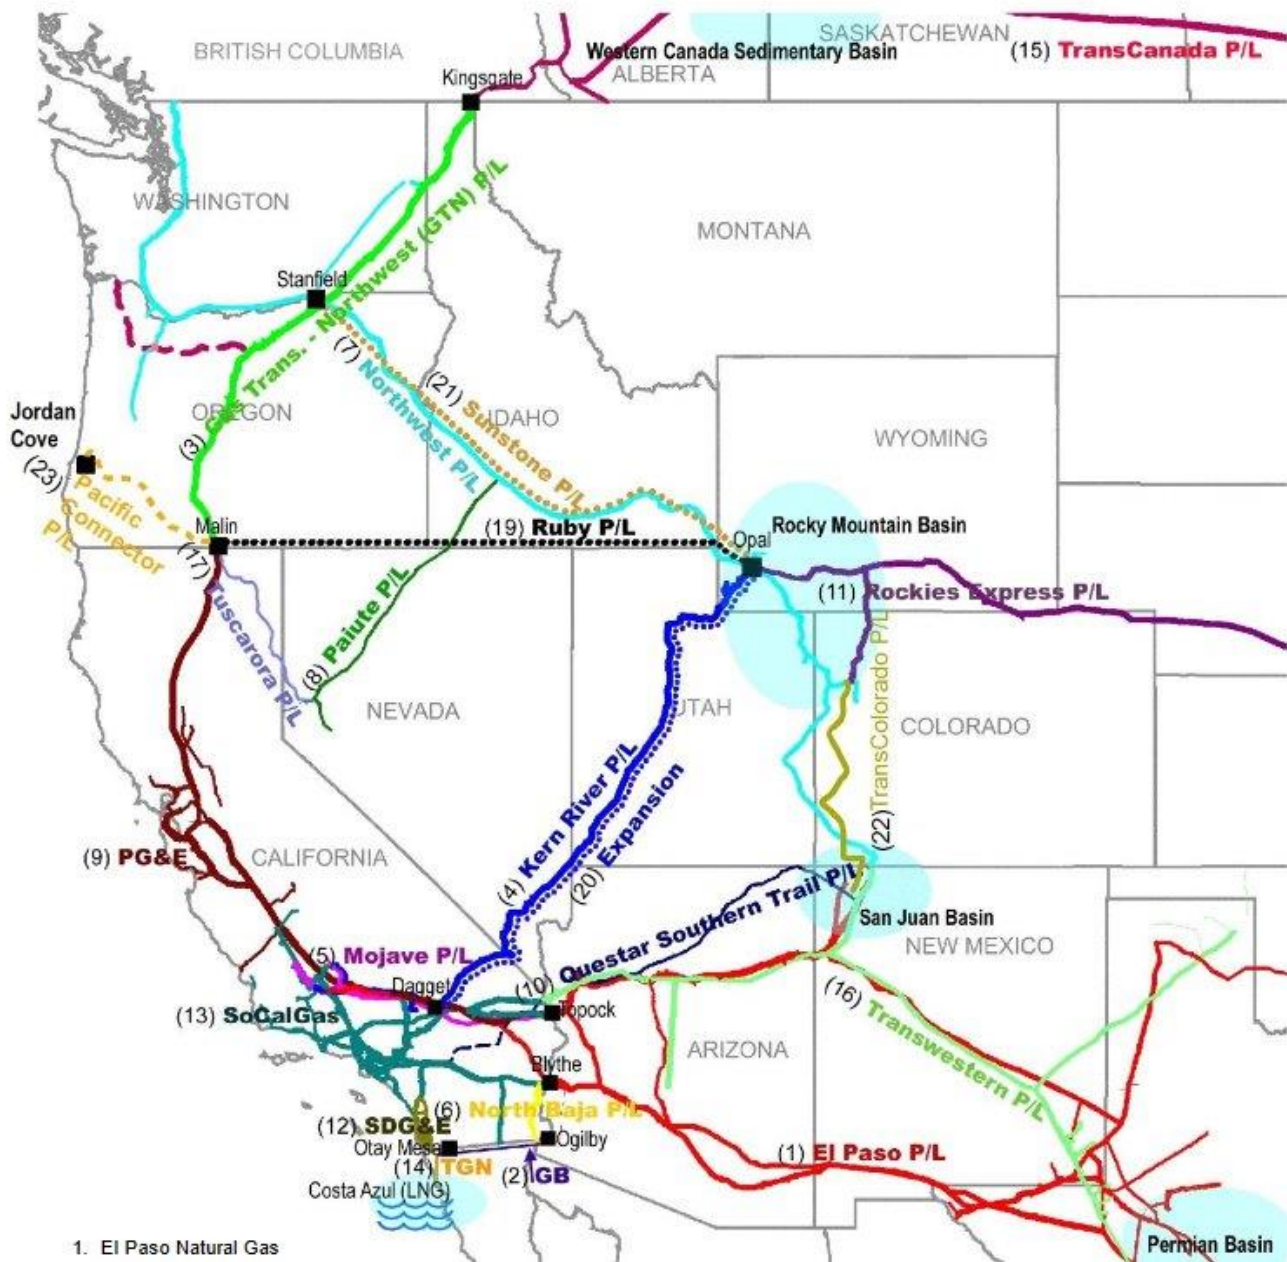 BRITISH COLUMBIA
Western Canada Sedimentary Basin
SASKATCHEWAN
(15) TransCanada P/L
Kingsgate
ALBERTA
WASHINGTON
MONTANA
Stanfield
(3) Gas Trans. - Northwest (GTN) P/L
(7) Northwest P/L
(21) Sunstone P/L
OREGON
IDAHO
WYOMING
Jordan
Cove
(23) Pacific
Connector
P/L
Malin
(19) Ruby P/L
Opal
Rocky Mountain Basin
(17) Tuscarora P/L
(8) Paiute P/L
(11) Rockies Express P/L
NEVADA
UTAH
COLORADO
(22) TransColorado P/L
(9) PG&E
CALIFORNIA
(4) Kern River P/L
(20) Expansion
(10) Questar Southern Trail P/L
San Juan Basin
NEW MEXICO
(5) Mojave P/L
Dagget
(13) SoCalGas
Topock
(16) Transwestern P/L
ARIZONA
Blythe
(6) North Baja P/L
(12) SDG&E
Otay Mesa
Ogilby
(14) TGN
(2) GB
(1) El Paso P/L
Costa Azul (LNG)
Permian Basin
1. El Paso Natural Gas